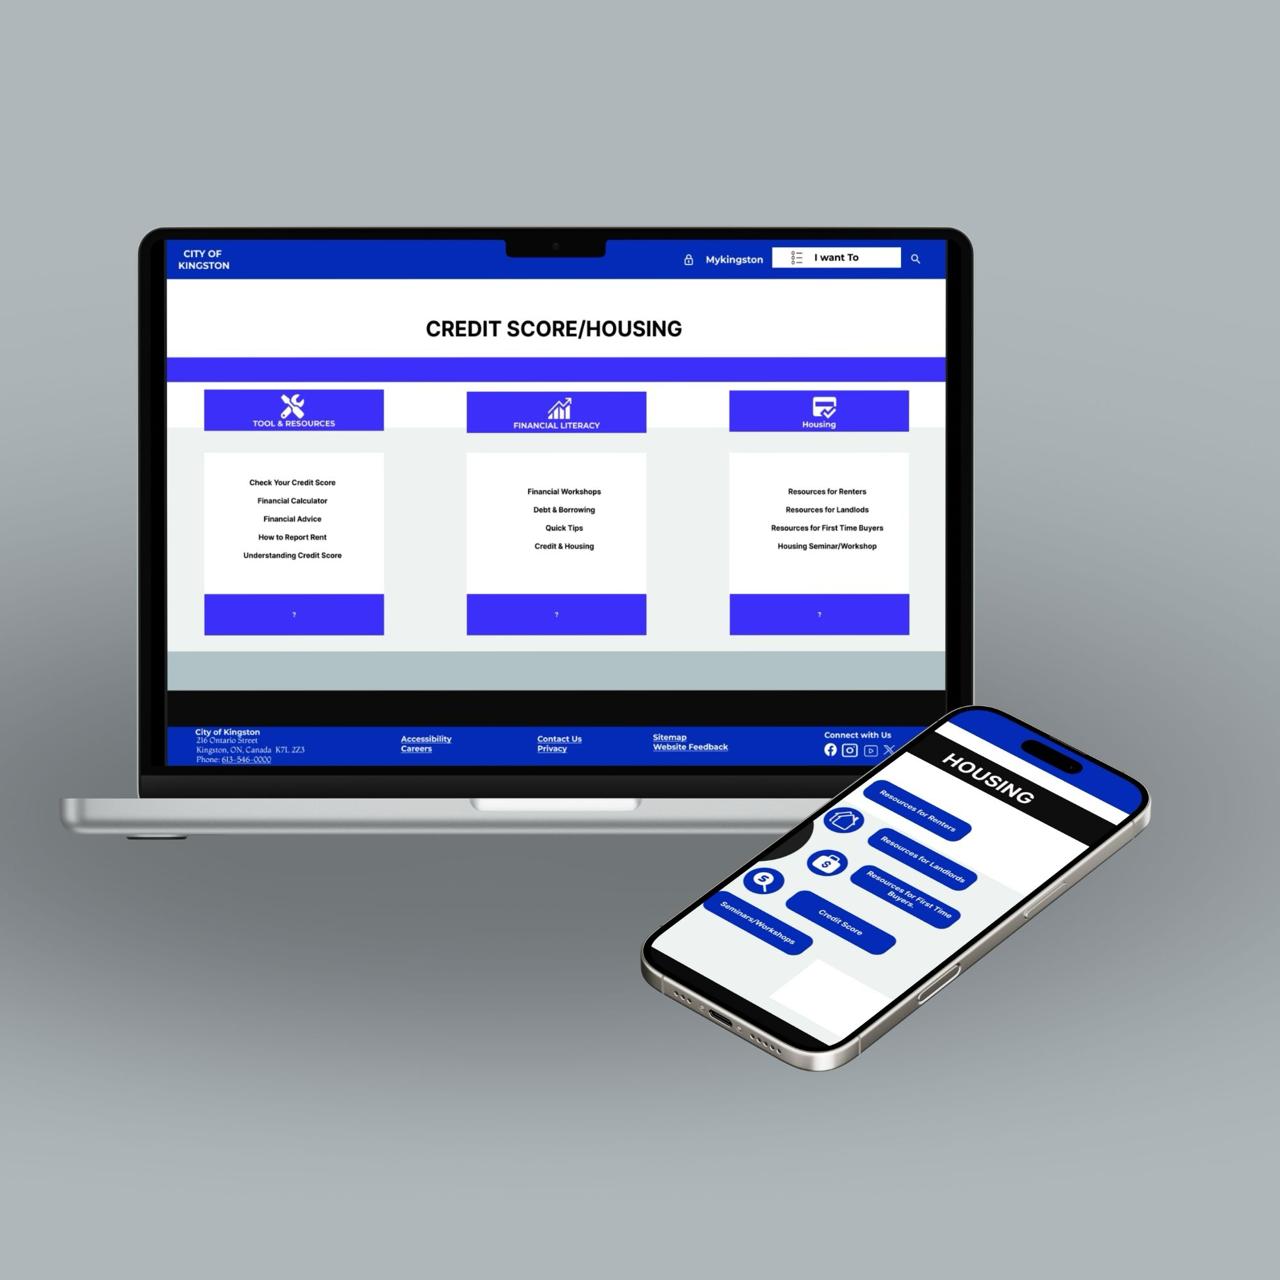 CITY OF
KINGSTON
Mykingston
I want To
CREDIT SCORE/HOUSING
TOOL & RESOURCES
Check Your Credit Score
Financial Calculator
Financial Advice
How to Report Rent
Understanding Credit Score
?
FINANCIAL LITERACY
Financial Workshops
Debt & Borrowing
Quick Tips
Credit & Housing
?
Housing
Resources for Renters
Resources for Landlods
Resources for First Time Buyers
Housing Seminar/Workshop
?
City of Kingston
216 Ontario Street
Kingston, ON, Canada K7L 2Z3
Phone: 613-546-0000
Accessibility
Careers
Contact Us
Privacy
Sitemap
Website Feedback
Connect with Us
HOUSING
Resources for Renters
Resources for Landlords
Resources for First Time
Buyers.
Credit Score
Seminars/Workshops